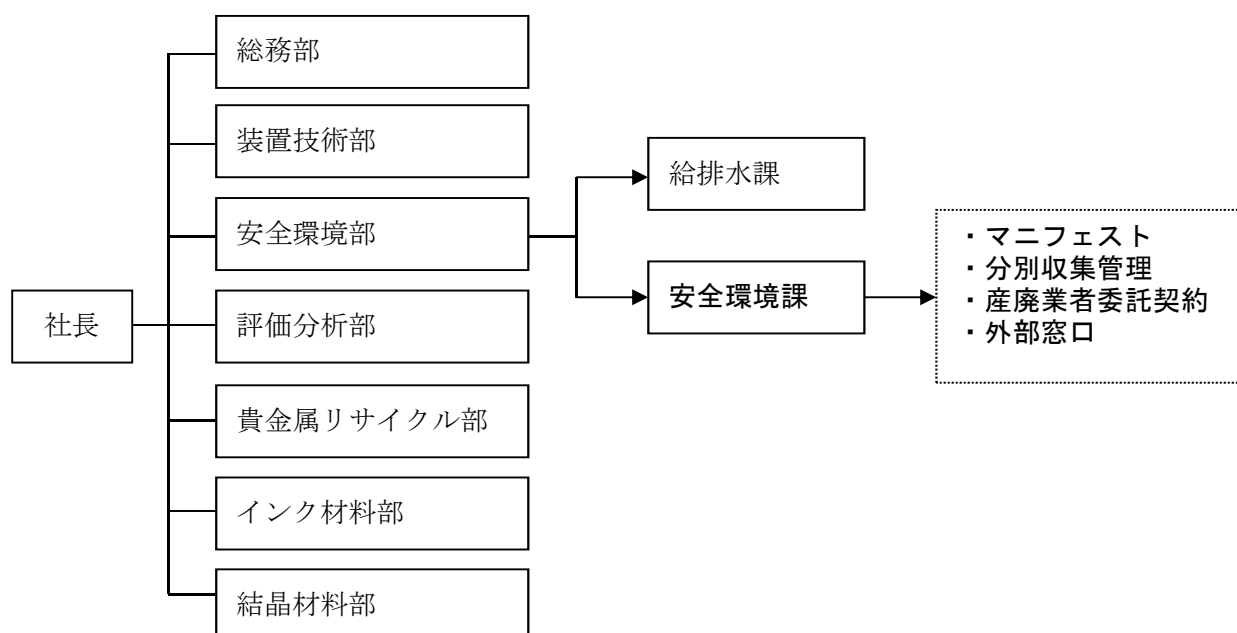 総務部
装置技術部
安全環境部
評価分析部
貴金属リサイクル部
インク材料部
結晶材料部
社長
給排水課
安全環境課
・マニフェスト
・分別収集管理
・産廃業者委託契約
・外部窓口